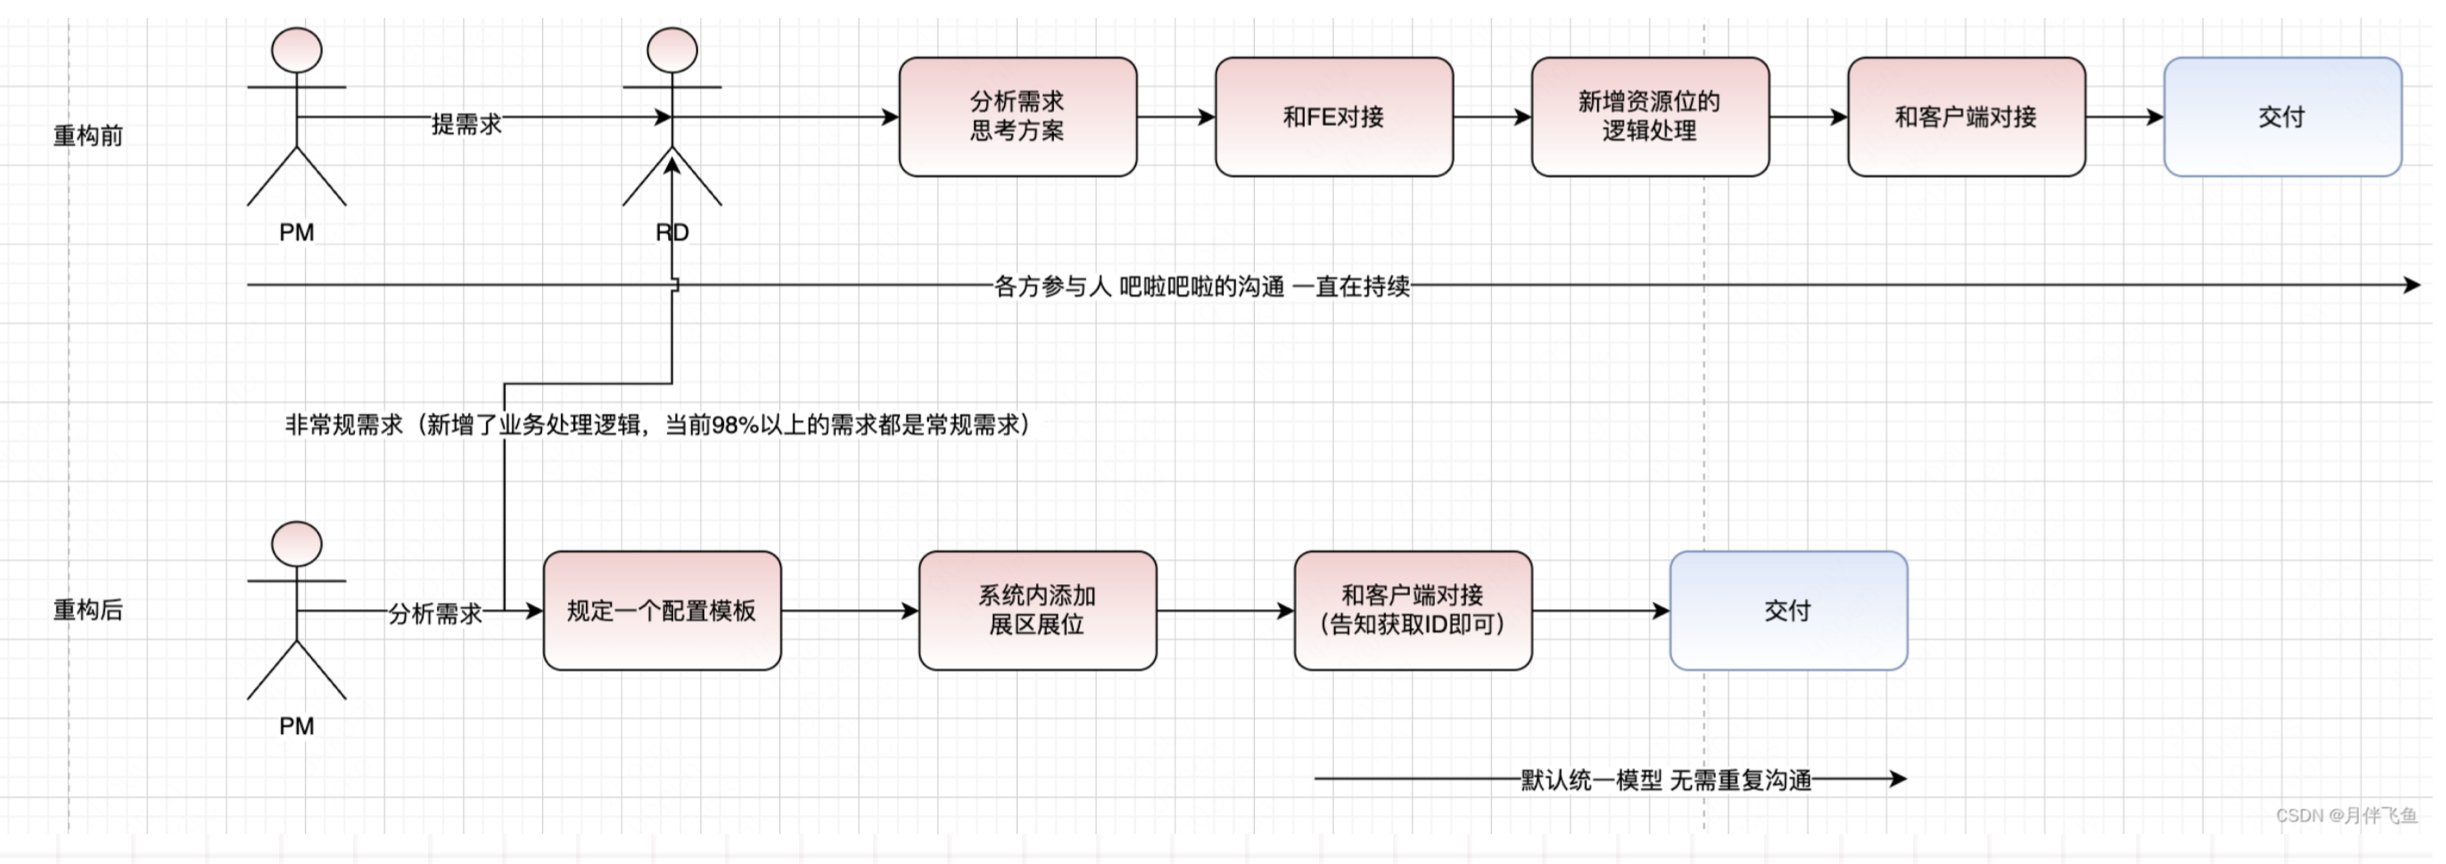 重构前
提需求
PM
RD
分析需求
思考方案
和FE对接
新增资源位的
逻辑处理
和客户端对接
交付
各方参与人 吧啦吧啦的沟通 一直在持续
非常规需求（新增了业务处理逻辑，当前98%以上的需求都是常规需求）
重构后
分析需求
PM
规定一个配置模板
系统内添加
展区展位
和客户端对接
（告知获取ID即可）
交付
默认统一模型 无需重复沟通
CSDN @月伴飞鱼